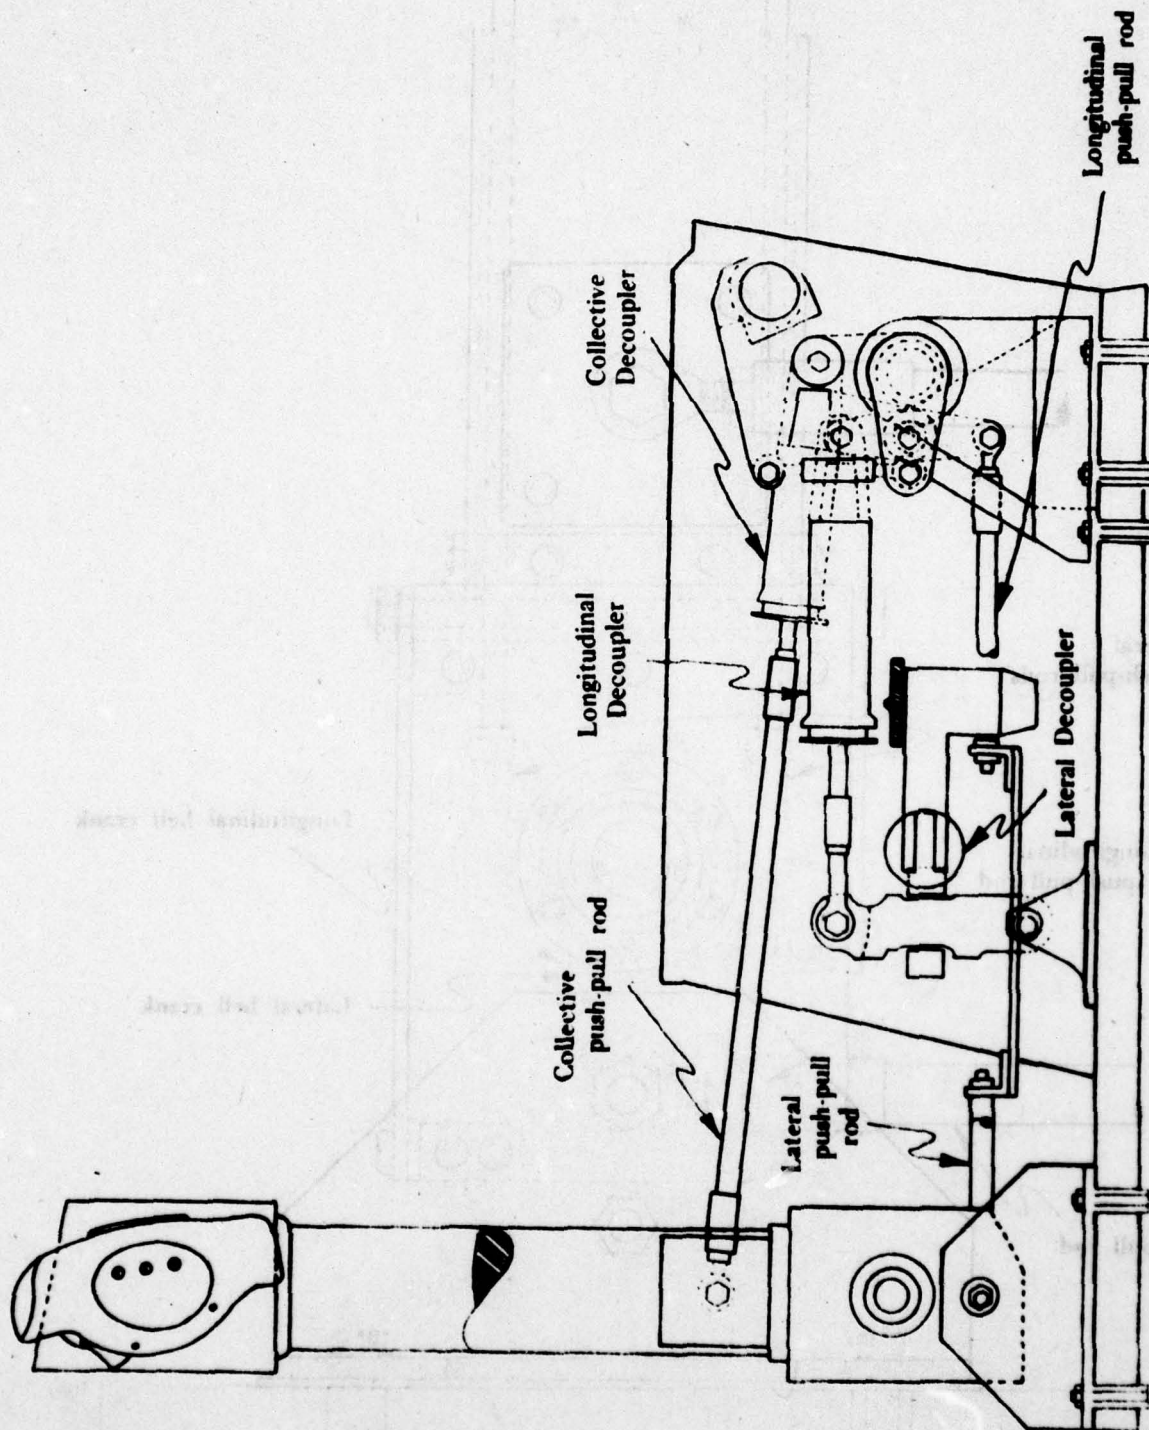 Longitudinal
push-pull rod
Collective
Decoupler
Longitudinal
Decoupler
Lateral Decoupler
Collective
push-pull rod
Lateral
push-pull
rod
Longitudinal bell crank
Lateral bell crank